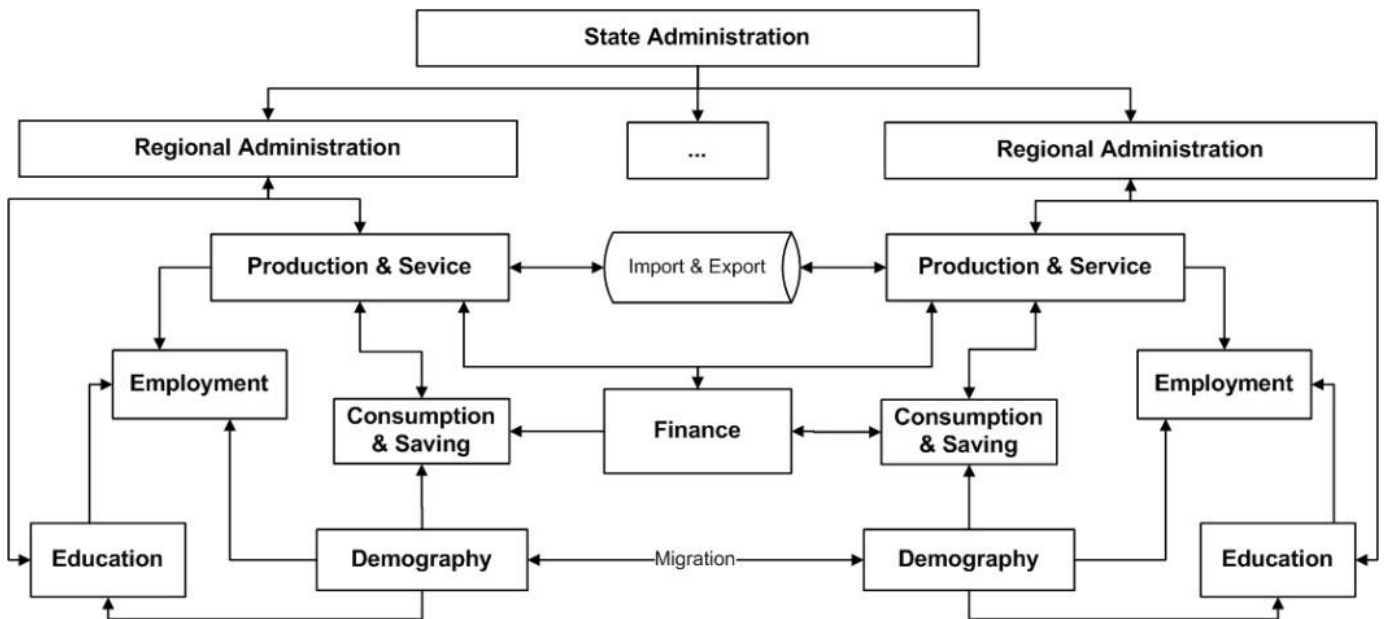 State Administration
Regional Administration
...
Regional Administration
Production & Sevice
Import & Export
Production & Service
Employment
Employment
Consumption
& Saving
Finance
Consumption
& Saving
Education
Demography
Migration
Demography
Education